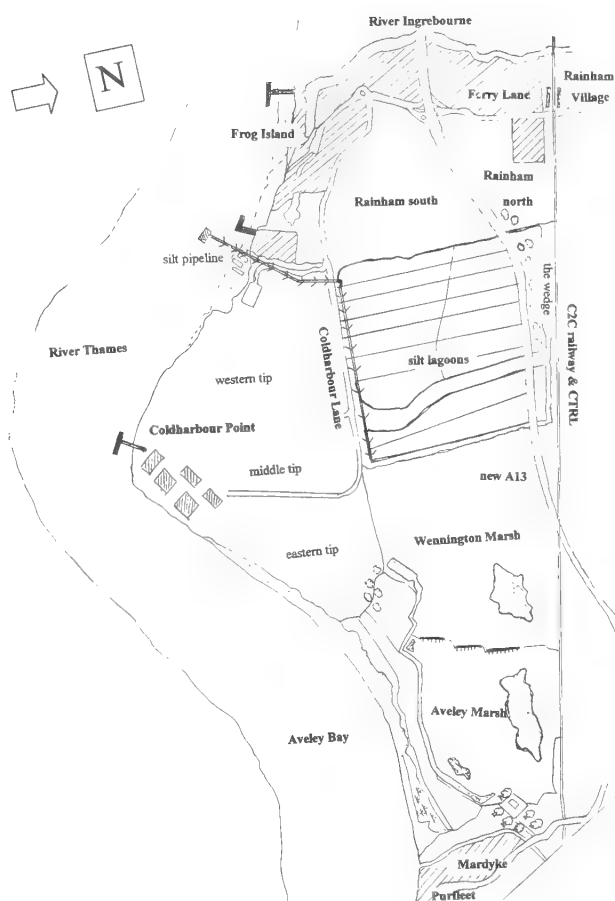 River Ingrebourne
N
Rainham
Village
Ferry Lane
Frog Island
Rainham
north
Rainham south
silt pipeline
the wedge
C2C railway & CTRL
River Thames
Coldharbour Lane
silt lagoons
western tip
Coldharbour Point
middle tip
new A13
Wennington Marsh
eastern tip
Aveley Marsh
Aveley Bay
Mardyke
Purfleet